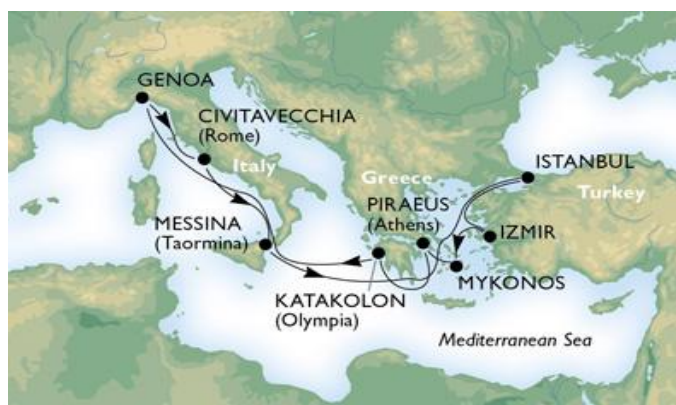 GENOA
CIVITAVECCHIA
(Rome)
Italy
MESSINA
(Taormina)
Greece
PIRAEUS
(Athens)
ISTANBUL
Turkey
IZMIR
MYKONOS
KATAKOLON
(Olympia)
Mediterranean Sea